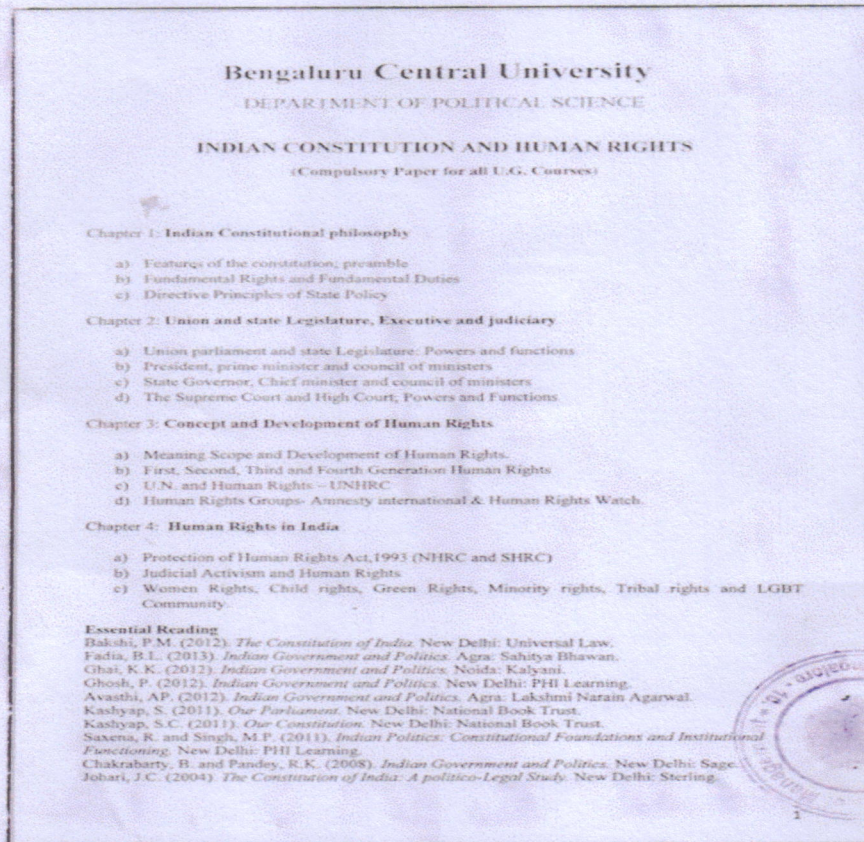 Bengaluru Central University
DEPARTMENT OF POLITICAL SCIENCE
INDIAN CONSTITUTION AND HUMAN RIGHTS
(Compulsory Paper for all U.G. Courses)
Chapter 1: Indian Constitutional philosophy
a) Features of the constitution; preamble
b) Fundamental Rights and Fundamental Duties
c) Directive Principles of State Policy
Chapter 2: Union and state Legislature, Executive and judiciary
a) Union parliament and state Legislature: Powers and functions
b) President, prime minister and council of ministers
c) State Governor, Chief minister and council of ministers
d) The Supreme Court and High Court; Powers and Functions
Chapter 3: Concept and Development of Human Rights
a) Meaning Scope and Development of Human Rights.
b) First, Second, Third and Fourth Generation Human Rights
c) U.N. and Human Rights – UNHRC
d) Human Rights Groups- Amnesty international & Human Rights Watch.
Chapter 4: Human Rights in India
a) Protection of Human Rights Act,1993 (NHRC and SHRC)
b) Judicial Activism and Human Rights
c) Women Rights, Child rights, Green Rights, Minority rights, Tribal rights and LGBT
Community.
Essential Reading
Bakshi, P.M. (2012). The Constitution of India. New Delhi: Universal Law.
Fadia, B.L. (2013). Indian Government and Politics. Agra: Sahitya Bhawan.
Ghai, K.K. (2012). Indian Government and Politics. Noida: Kalyani.
Ghosh, P. (2012). Indian Government and Politics. New Delhi: PHI Learning.
Avasthi, AP. (2012). Indian Government and Politics. Agra: Lakshmi Narain Agarwal.
Kashyap, S. (2011). Our Parliament. New Delhi: National Book Trust.
Kashyap, S.C. (2011). Our Constitution. New Delhi: National Book Trust.
Saxena, R. and Singh, M.P. (2011). Indian Politics: Constitutional Foundations and Institutional
Functioning. New Delhi: PHI Learning.
Chakrabarty, B. and Pandey, R.K. (2008). Indian Government and Politics. New Delhi: Sage.
Johari, J.C. (2004). The Constitution of India: A politico-Legal Study. New Delhi: Sterling.
1